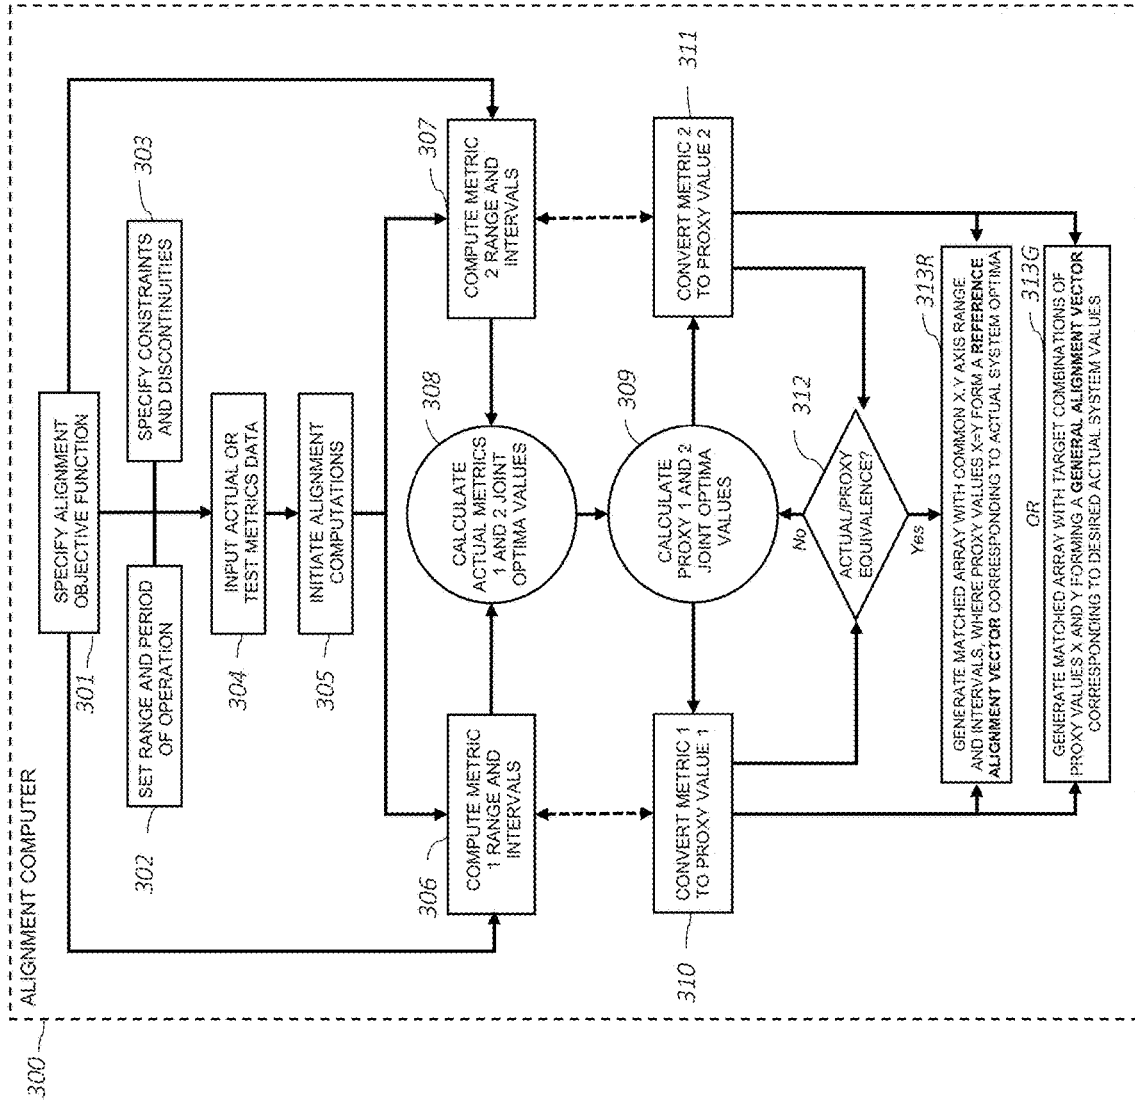 300
ALIGNMENT COMPUTER
SPECIFY ALIGNMENT
OBJECTIVE FUNCTION
301
SET RANGE AND PERIOD
OF OPERATION
302
SPECIFY CONSTRAINTS
AND DISCONTINUITIES
303
INPUT ACTUAL OR
TEST METRICS DATA
304
INITIATE ALIGNMENT
COMPUTATIONS
305
COMPUTE METRIC
1 RANGE AND
INTERVALS
306
COMPUTE METRIC
2 RANGE AND
INTERVALS
307
CALCULATE
ACTUAL METRICS
1 AND 2 JOINT
OPTIMA VALUES
308
CALCULATE
PROXY 1 AND 2
JOINT OPTIMA
VALUES
309
CONVERT METRIC 1
TO PROXY VALUE 1
310
CONVERT METRIC 2
TO PROXY VALUE 2
311
ACTUAL/PROXY
EQUIVALENCE?
312
No
Yes
GENERATE MATCHED ARRAY WITH COMMON X,Y AXIS RANGE
AND INTERVALS, WHERE PROXY VALUES X=Y FORM A REFERENCE
ALIGNMENT VECTOR CORRESPONDING TO ACTUAL SYSTEM OPTIMA
313R
OR
313G
GENERATE MATCHED ARRAY WITH TARGET COMBINATIONS OF
PROXY VALUES X AND Y FORMING A GENERAL ALIGNMENT VECTOR
CORRESPONDING TO DESIRED ACTUAL SYSTEM VALUES